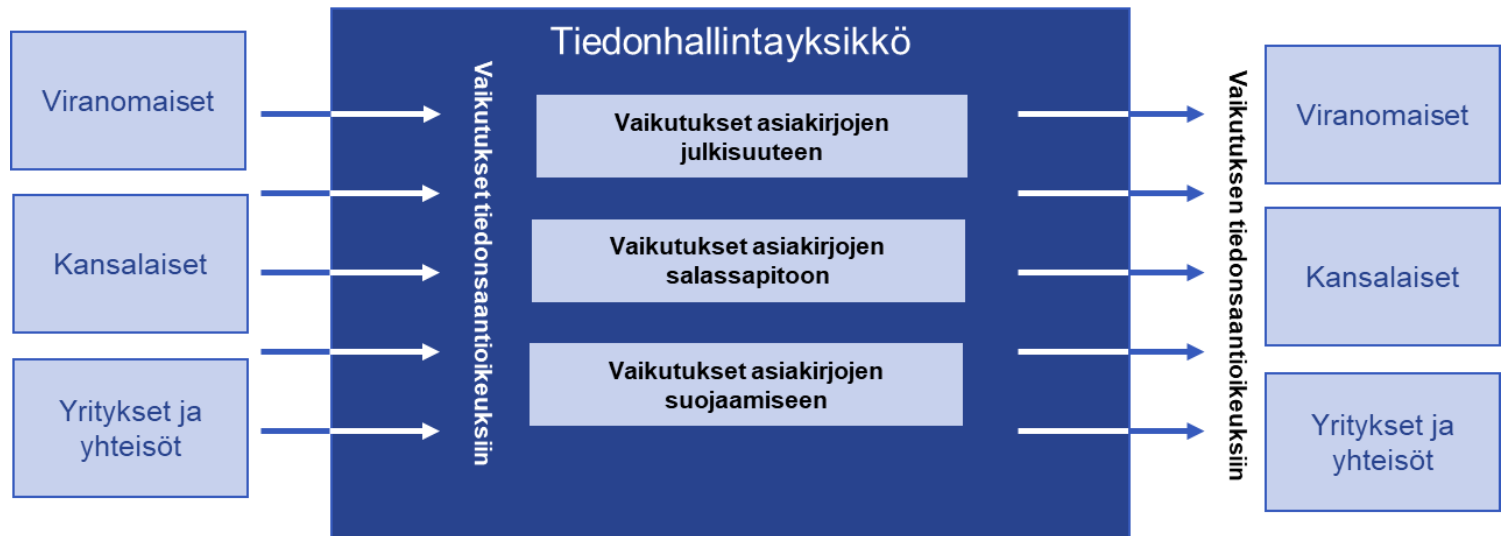 Tiedonhallintayksikkö
Viranomaiset
Kansalaiset
Yritykset ja
yhteisöt
Vaikutukset tiedonsaantioikeuksiin
Vaikutukset asiakirjojen
julkisuuteen
Vaikutukset asiakirjojen
salassapitoon
Vaikutukset asiakirjojen
suojaamiseen
Vaikutuksen tiedonsaantioikeuksiin
Viranomaiset
Kansalaiset
Yritykset ja
yhteisöt